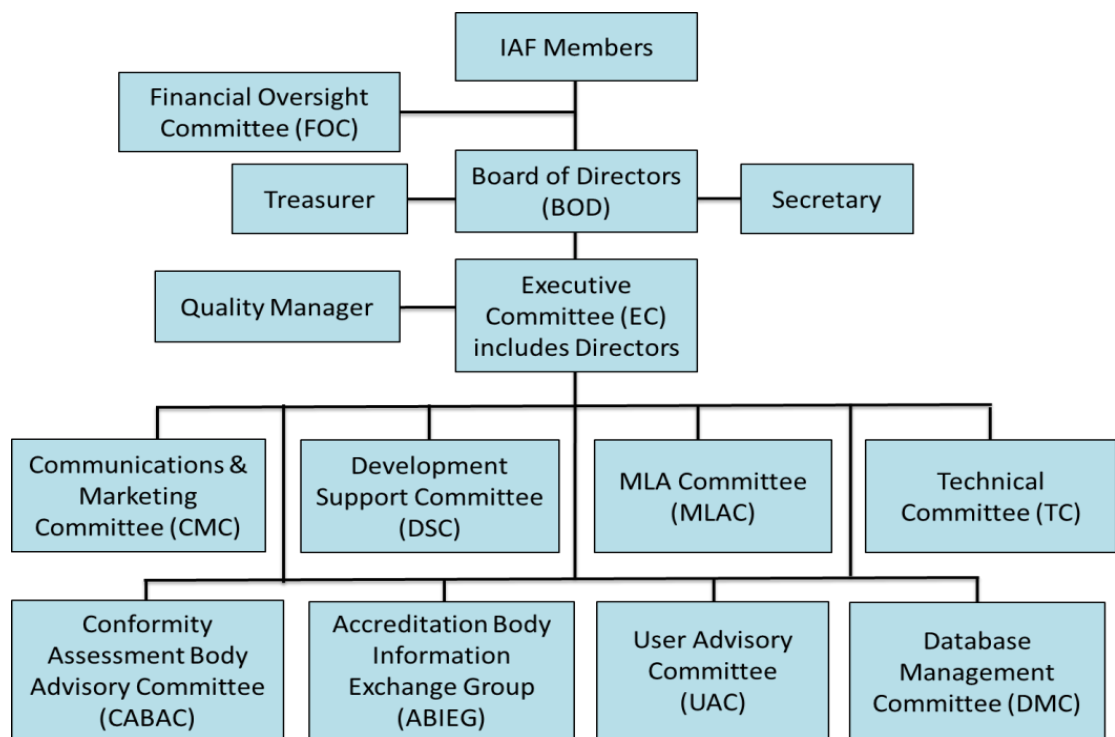 IAF Members
Financial Oversight
Committee (FOC)
Treasurer
Board of Directors
(BOD)
Secretary
Quality Manager
Executive
Committee (EC)
includes Directors
Communications &
Marketing
Committee (CMC)
Development
Support Committee
(DSC)
MLA Committee
(MLAC)
Technical
Committee (TC)
Conformity
Assessment Body
Advisory Committee
(CABAC)
Accreditation Body
Information
Exchange Group
(ABIEG)
User Advisory
Committee
(UAC)
Database
Management
Committee (DMC)